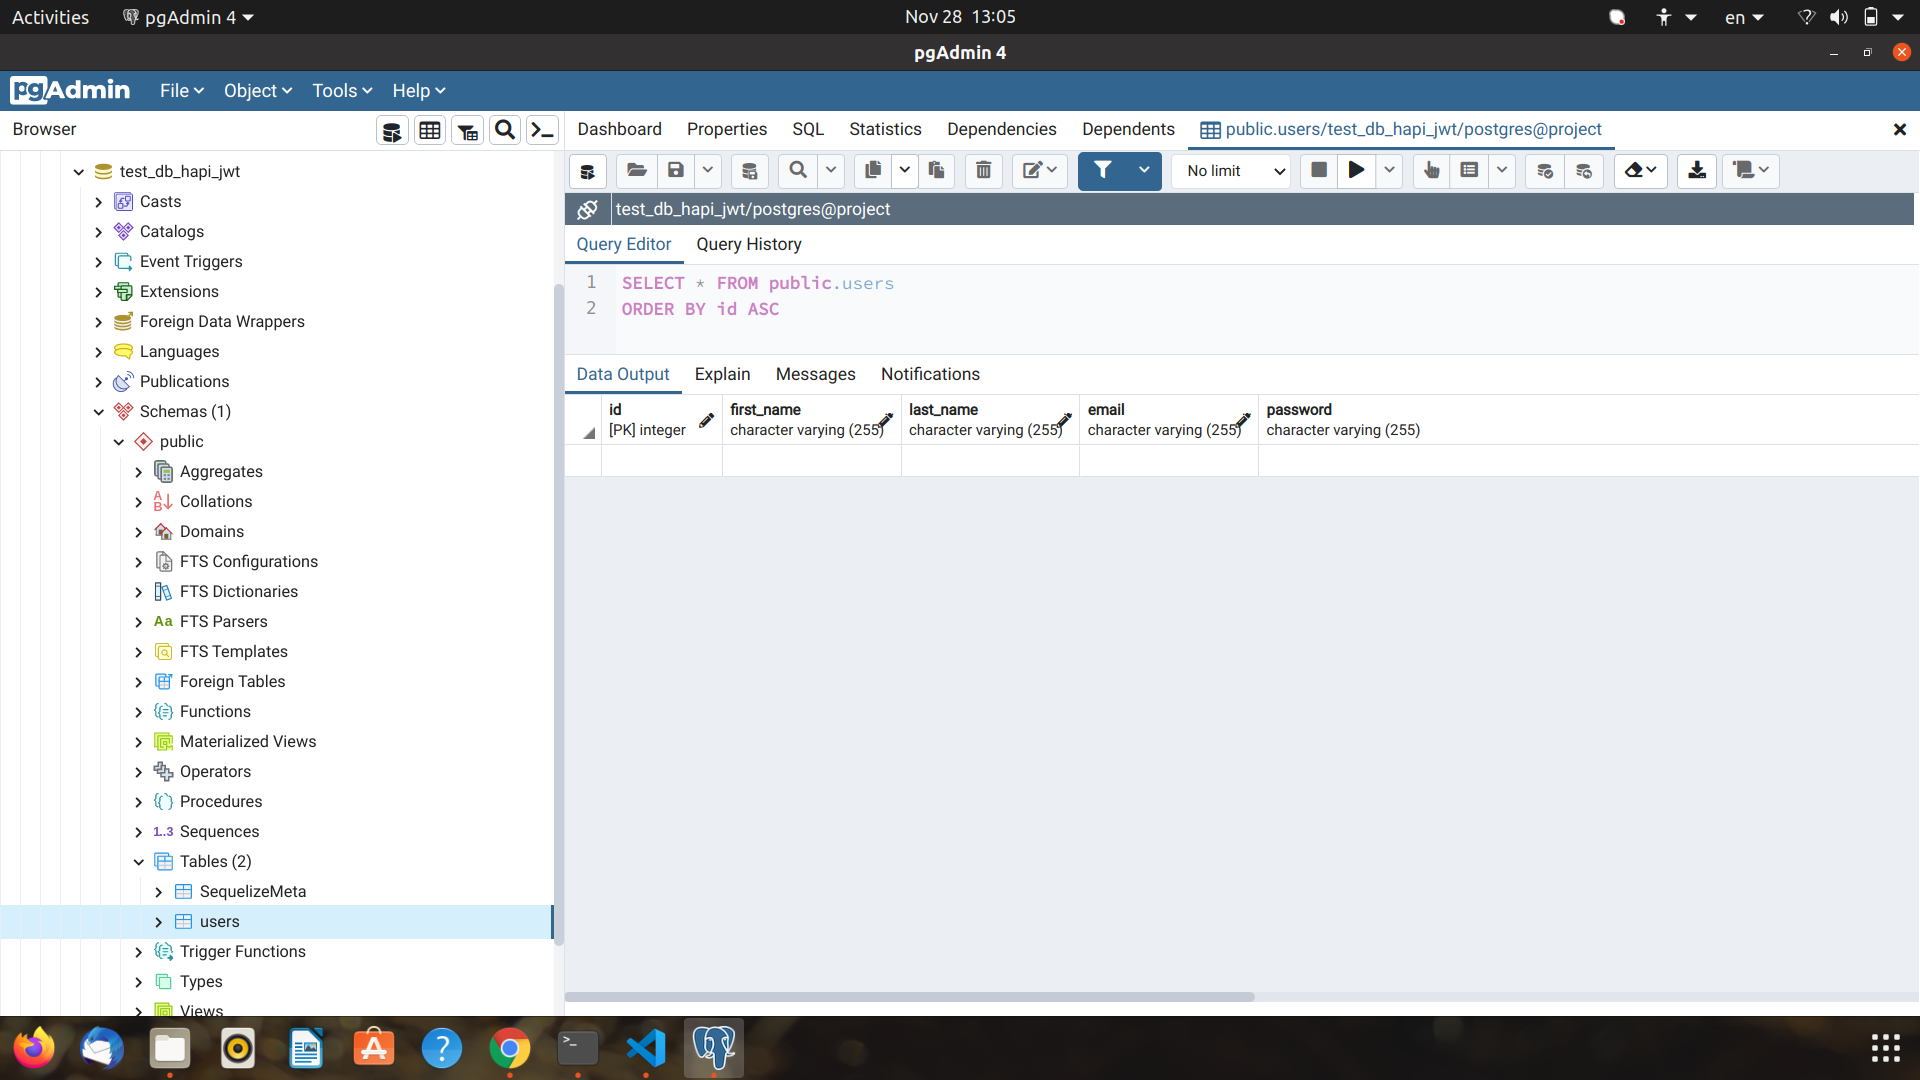 Activities
pgAdmin 4
Nov 28 13:05
en
pgAdmin 4
pgAdmin
File
Object
Tools
Help
Browser
Dashboard
Properties
SQL
Statistics
Dependencies
Dependents
public.users/test_db_hapi_jwt/postgres@project
No limit
test_db_hapi_jwt/postgres@project
Query Editor
Query History
1 SELECT * FROM public.users
2 ORDER BY id ASC
Data Output
Explain
Messages
Notifications
id
[PK] integer
first_name
character varying (255)
last_name
character varying (255)
email
character varying (255)
password
character varying (255)
test_db_hapi_jwt
Casts
Catalogs
Event Triggers
Extensions
Foreign Data Wrappers
Languages
Publications
Schemas (1)
public
Aggregates
Collations
Domains
FTS Configurations
FTS Dictionaries
Aa FTS Parsers
FTS Templates
Foreign Tables
Functions
Materialized Views
Operators
Procedures
1..3 Sequences
Tables (2)
SequelizeMeta
users
Trigger Functions
Types
Views